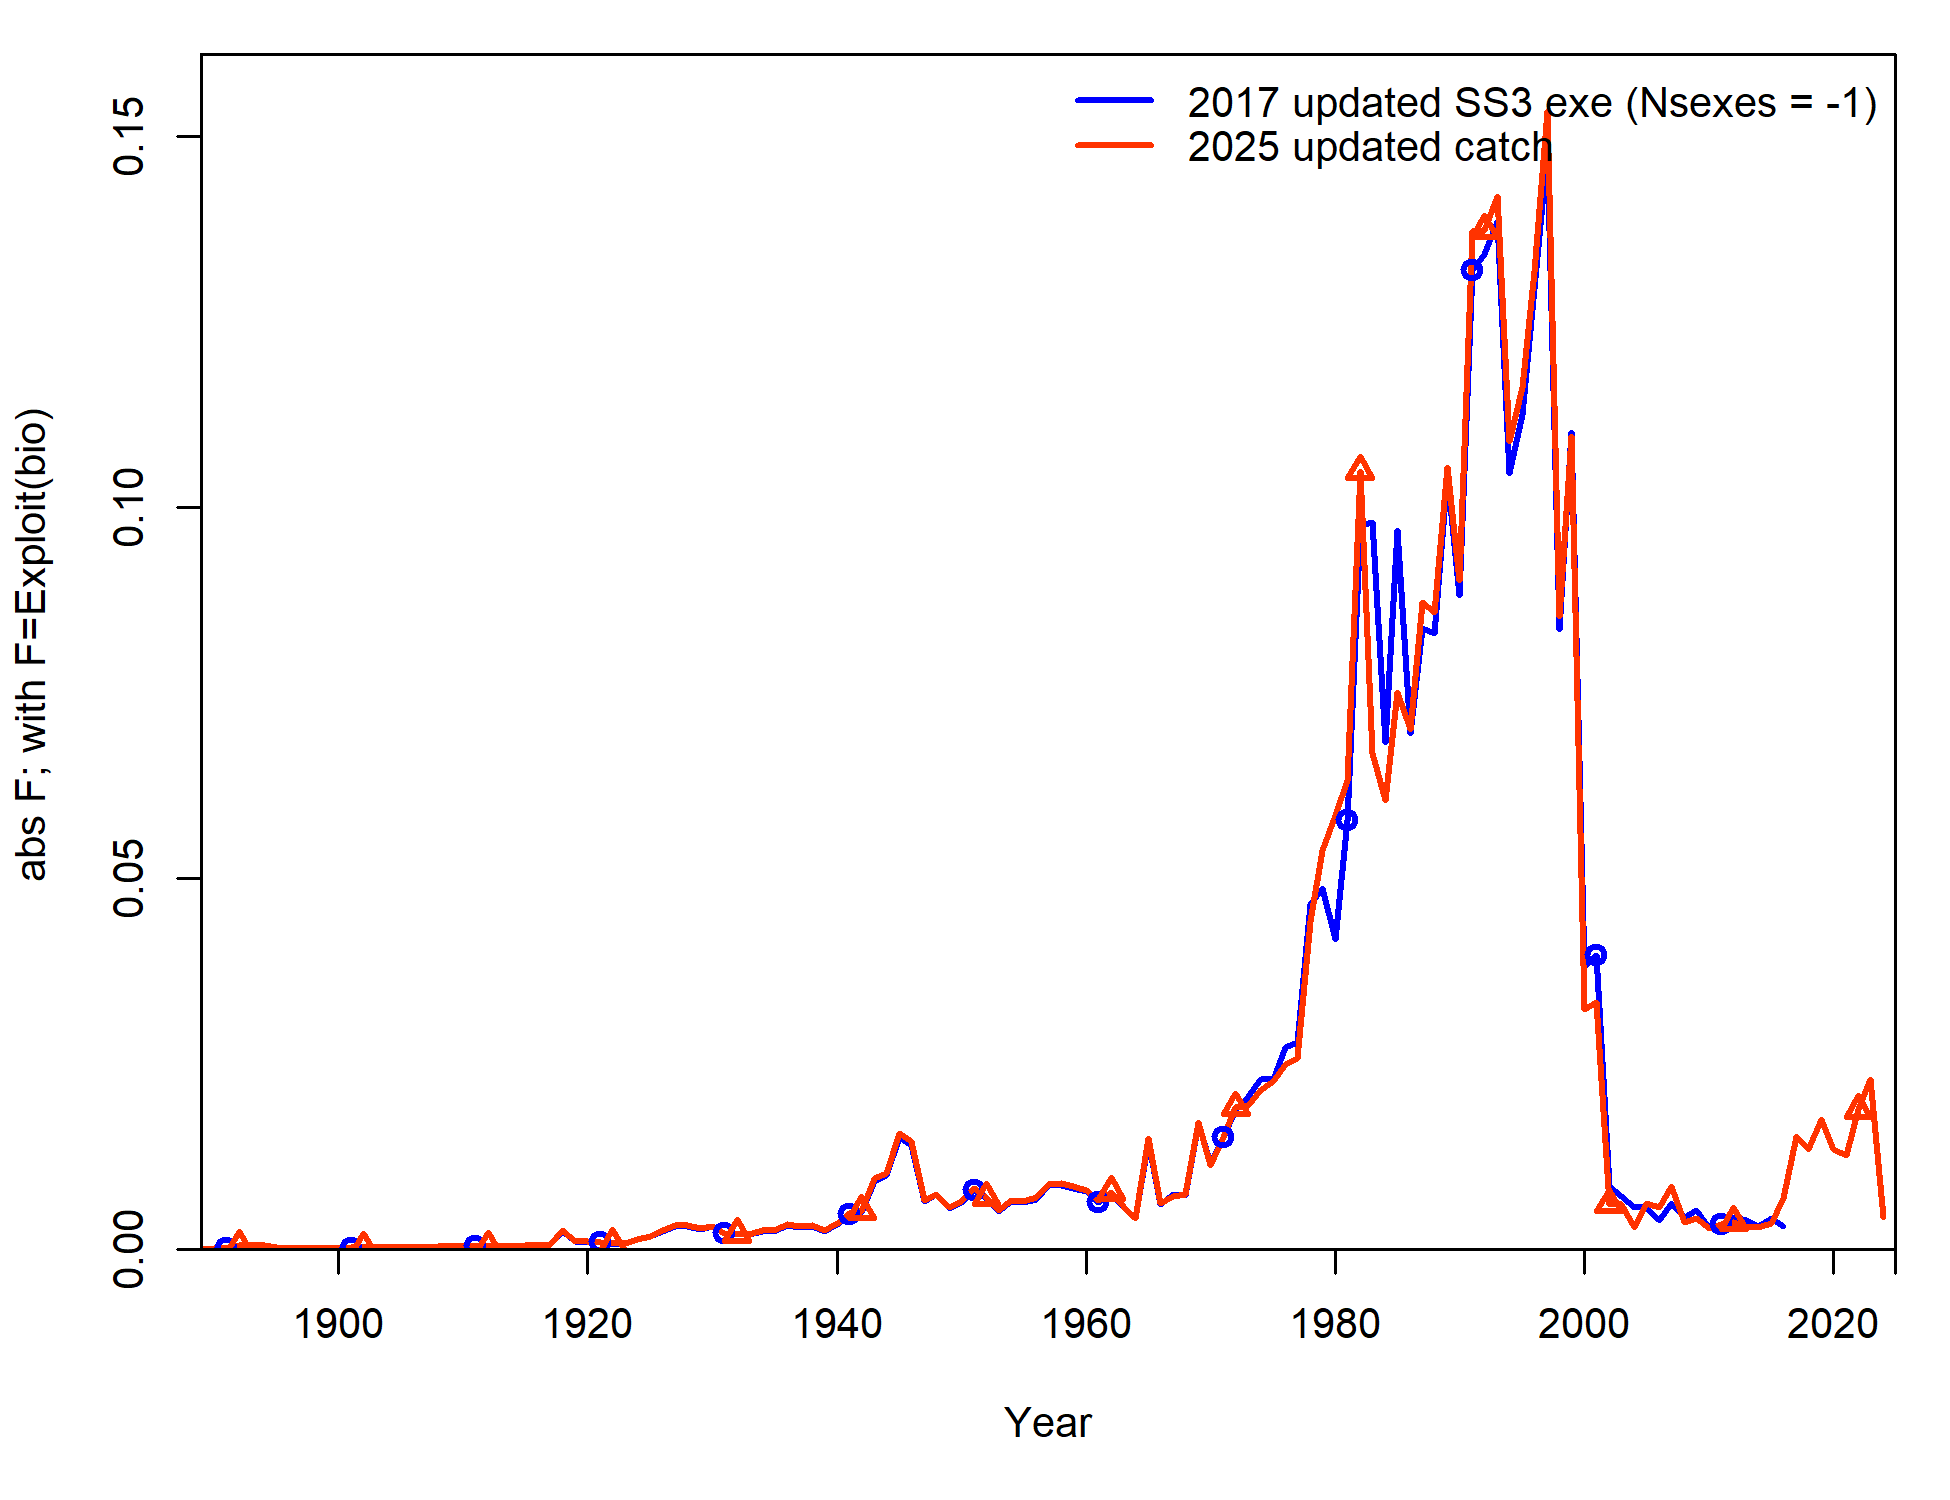 2017 updated SS3 exe (Nsexes = -1)
2025 updated catch
abs F; with F=Exploit(bio)
0.15
0.10
0.05
0.00
1900 1920 1940 1960 1980 2000 2020
Year